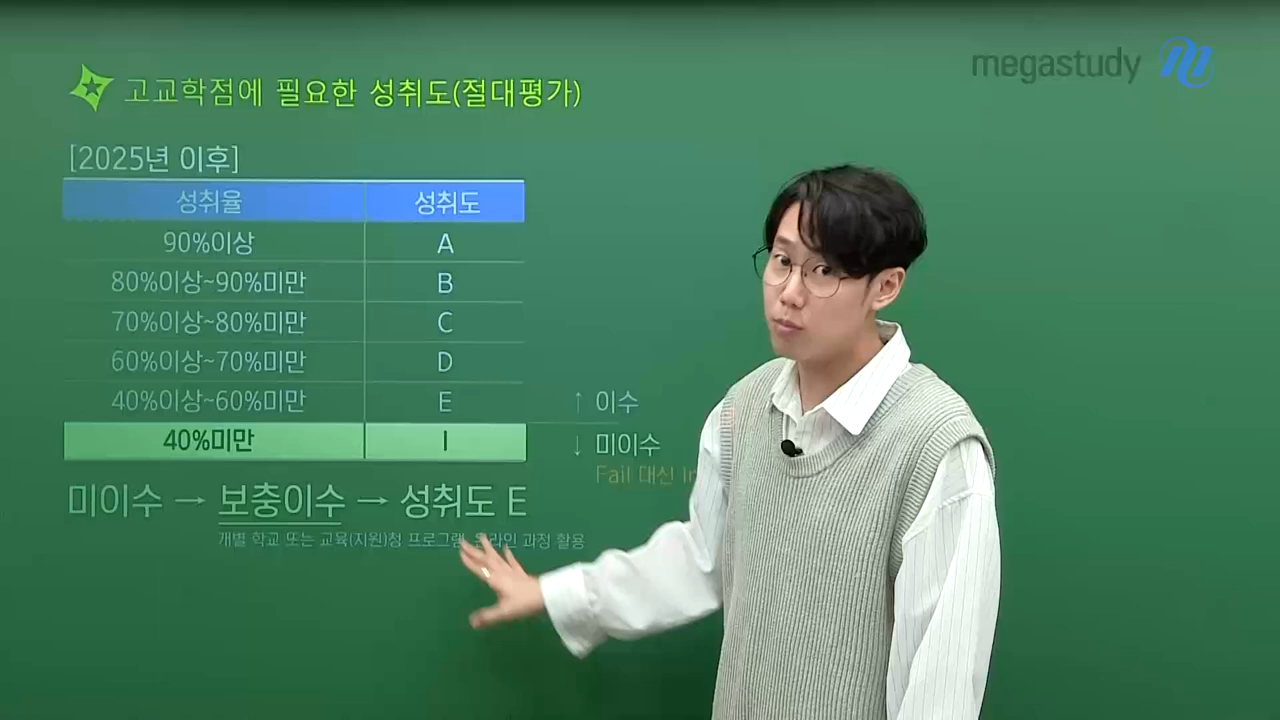 megastudy
고교학점에 필요한 성취도(절대평가)
[2025년 이후]
성취율 성취도
90%이상 A
80%이상~90%미만 B
70%이상~80%미만 C
60%이상~70%미만 D
40%이상~60%미만 E
↑ 이수
40%미만 I
↓ 미이수
Fail 대신
미이수 → 보충이수 → 성취도 E
개별 학교 또는 교육(지원)청 프로그램, 온라인 과정 활용